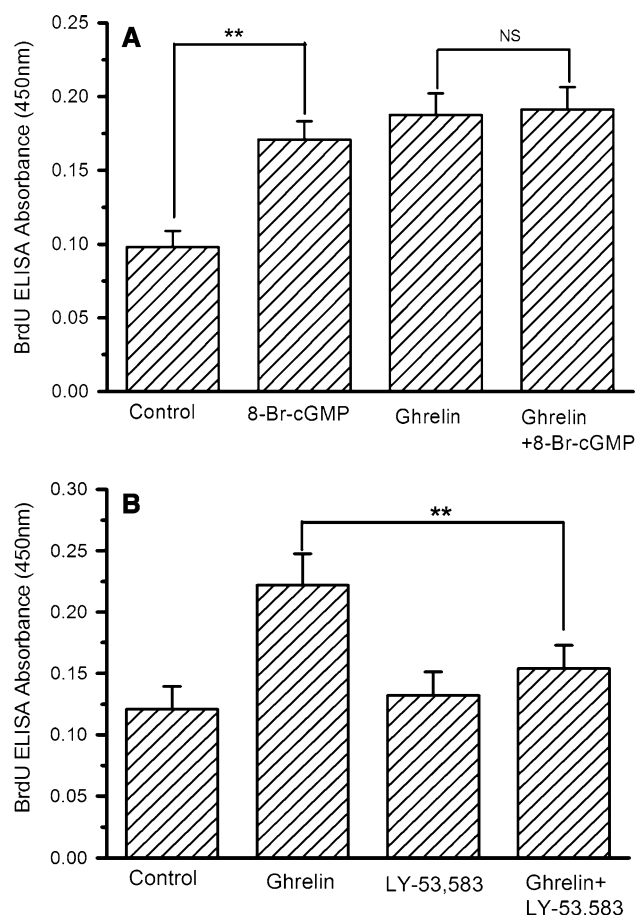 A
**
NS
BrdU ELISA Absorbance (450nm)
0.25
0.20
0.15
0.10
0.05
0.00
Control
8-Br-cGMP
Ghrelin
Ghrelin
+8-Br-cGMP
B
**
BrdU ELISA Absorbance (450nm)
0.30
0.25
0.20
0.15
0.10
0.05
0.00
Control
Ghrelin
LY-53,583
Ghrelin+
LY-53,583